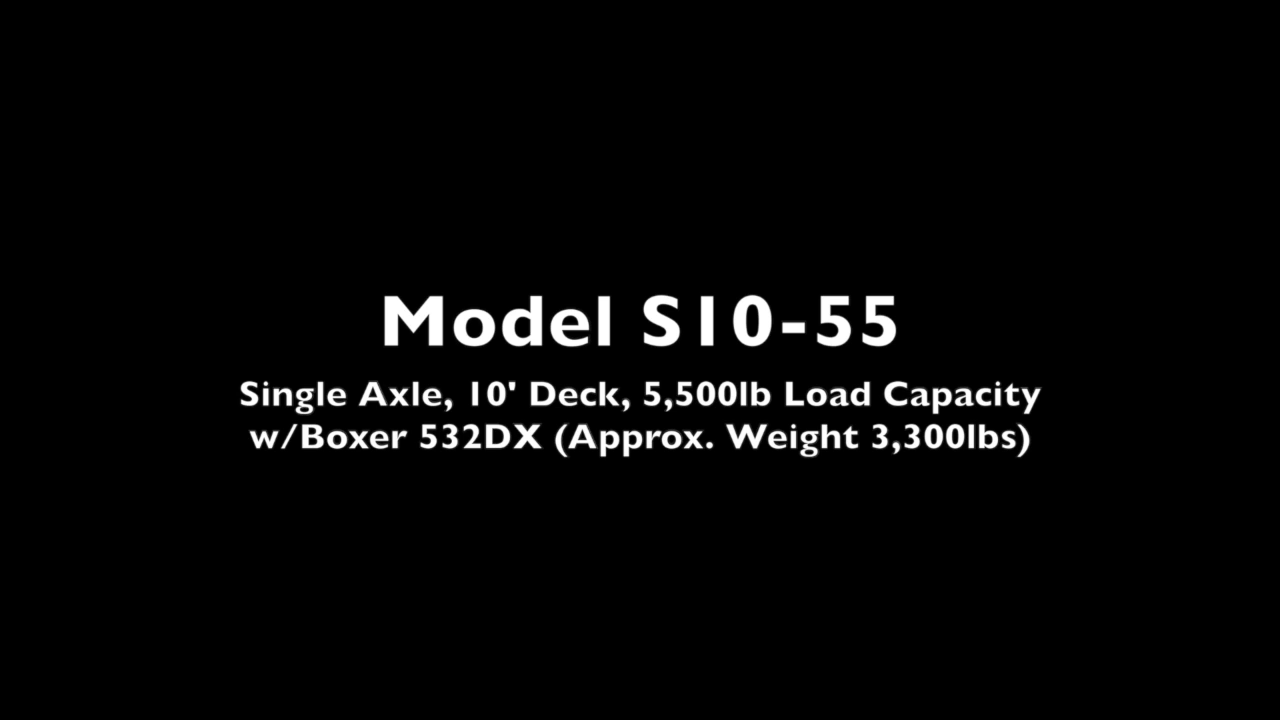 Model S10-55
Single Axle, 10' Deck, 5,500lb Load Capacity
w/Boxer 532DX (Approx. Weight 3,300lbs)